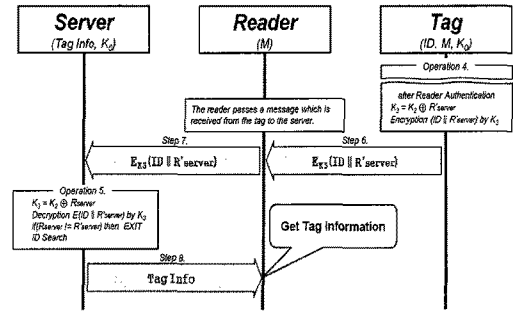 Server
(Tag Info, K0)
Reader
(M)
Tag
(ID, M, K0)
Operation 4.
after Reader Authentication
K3 = K2 ⊕ R'server
Encryption (ID || R'server) by K3
The reader passes a message which is
received from the tag to the server.
Step 7.
EK3(ID || R'server)
Step 6.
EK3(ID || R'server)
Operation 5.
K3 = K2 ⊕ Rserver
Decryption E(ID || R'server) by K3
if(Rserver != R'server) then EXIT
ID Search
Get Tag information
Step 8.
Tag Info